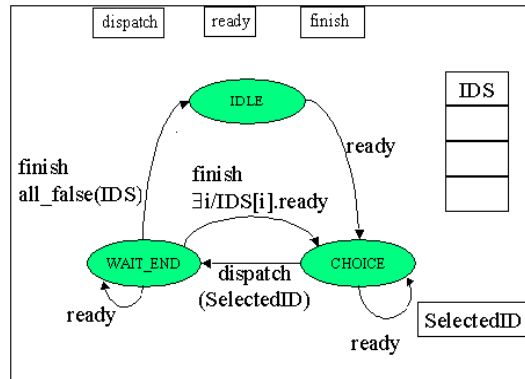 dispatch
ready
finish
IDLE
IDS
ready
finish
all_false(IDS)
finish
∃i/IDS[i].ready
WAIT_END
CHOICE
dispatch
(SelectedID)
ready
SelectedID
ready